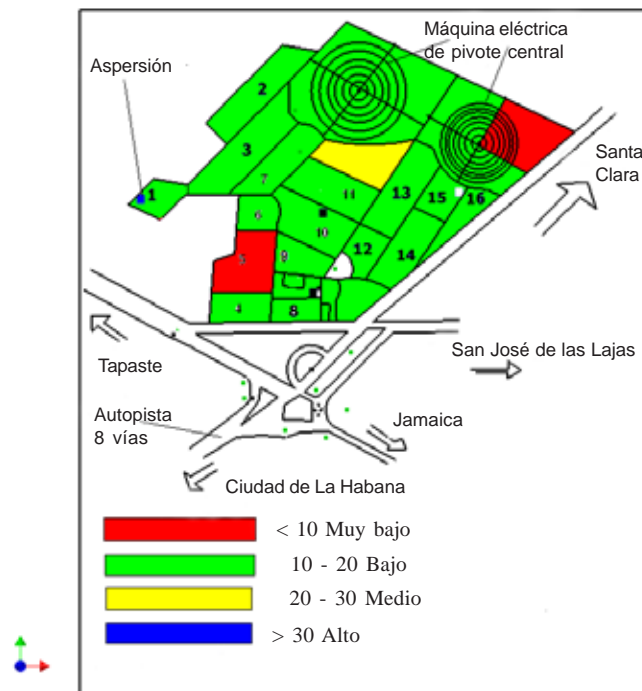 Máquina eléctrica
de pivote central
Aspersión
2
3
1
7
11
13
15
16
6
10
5
9
12
14
4
8
Santa
Clara
Tapaste
San José de las Lajas
Autopista
8 vías
Jamaica
Ciudad de La Habana
< 10 Muy bajo
10 - 20 Bajo
20 - 30 Medio
> 30 Alto